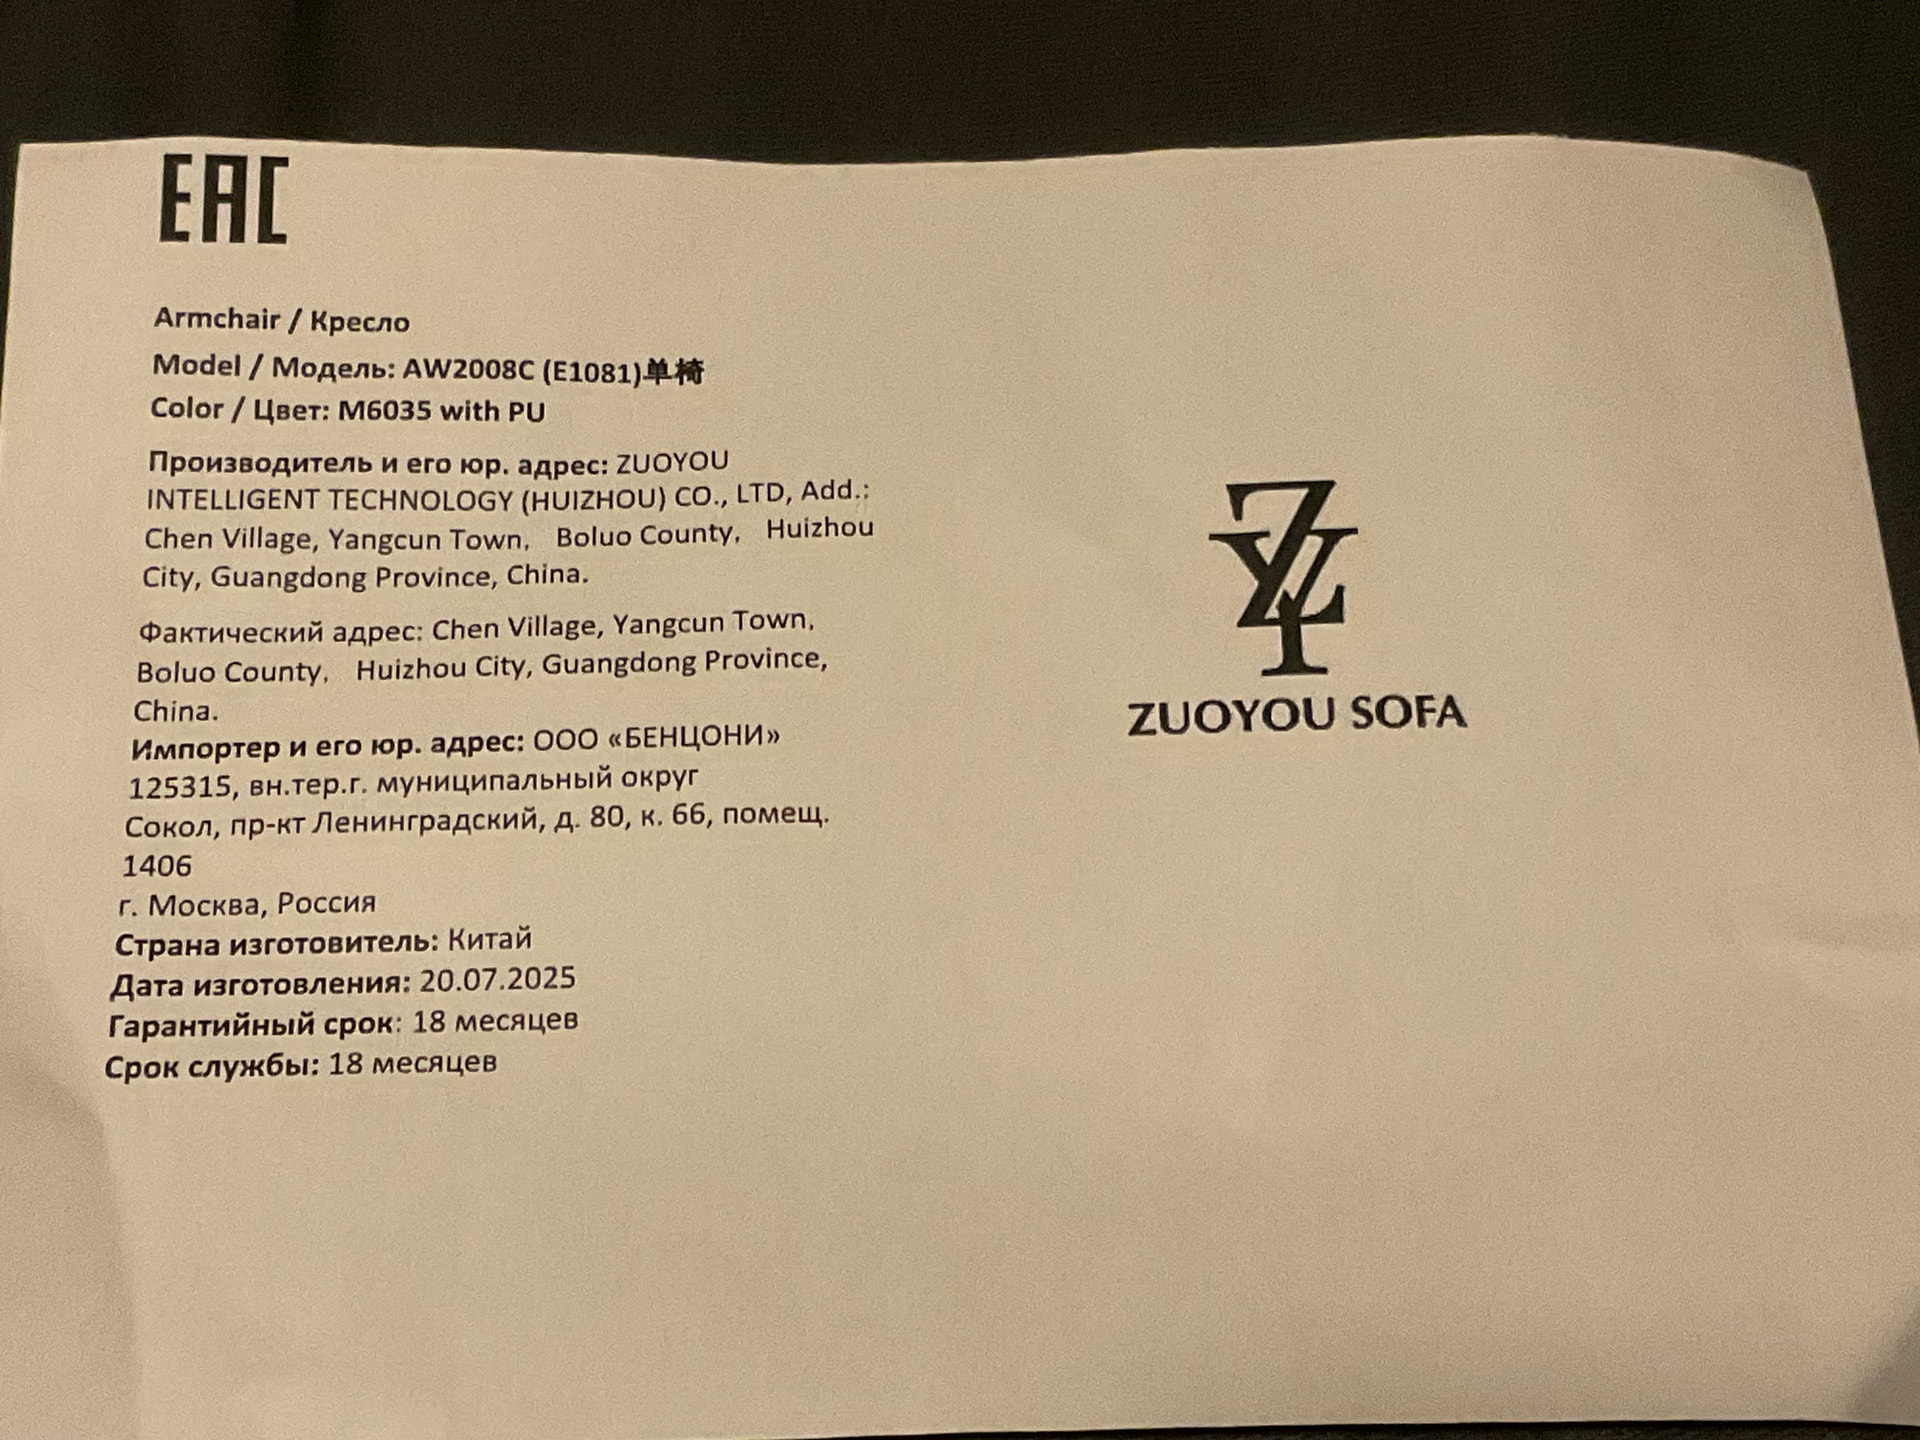 EAC
Armchair / Кресло
Model / Модель: AW2008C (E1081)单椅
Color / Цвет: M6035 with PU
Производитель и его юр. адрес: ZUOYOU
INTELLIGENT TECHNOLOGY (HUIZHOU) CO., LTD, Add.:
Chen Village, Yangcun Town, Boluo County, Huizhou
City, Guangdong Province, China.
Фактический адрес: Chen Village, Yangcun Town,
Boluo County, Huizhou City, Guangdong Province,
China.
Импортер и его юр. адрес: ООО «БЕНЦОНИ»
125315, вн.тер.г. муниципальный округ
Сокол, пр-кт Ленинградский, д. 80, к. 66, помещ.
1406
г. Москва, Россия
Страна изготовитель: Китай
Дата изготовления: 20.07.2025
Гарантийный срок: 18 месяцев
Срок службы: 18 месяцев
ZY
ZUOYOU SOFA